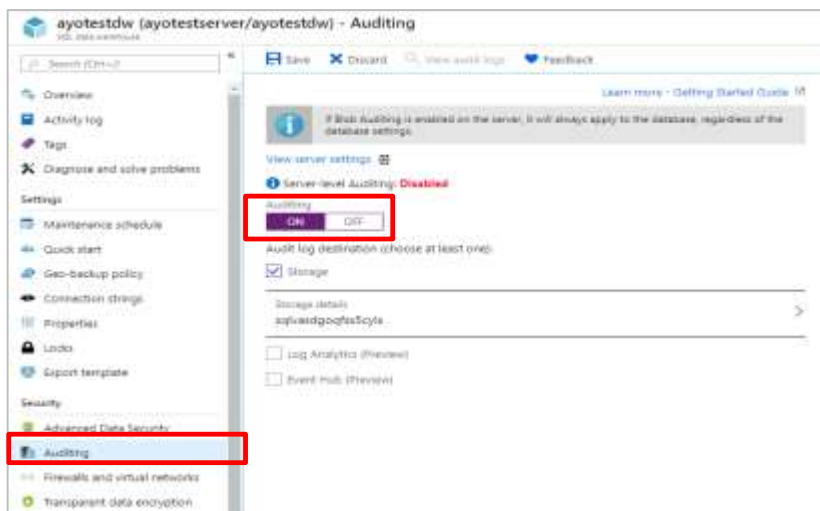 ayotestdw (ayotestserver/ayotestdw) - Auditing
SQL data warehouse
Search (Ctrl+/)
Overview
Activity log
Tags
Diagnose and solve problems
Settings
Maintenance schedule
Quick start
Geo-backup policy
Connection strings
Properties
Locks
Export template
Security
Advanced Data Security
Auditing
Firewalls and virtual networks
Transparent data encryption
Save Discard View audit logs Feedback
Learn more - Getting Started Guide
If Blob Auditing is enabled on the server, it will always apply to the database, regardless of the
database settings.
View server settings
Server-level Auditing: Disabled
Auditing
ON OFF
Audit log destination (choose at least one):
Storage
Storage details
Log Analytics (Preview)
Event Hub (Preview)